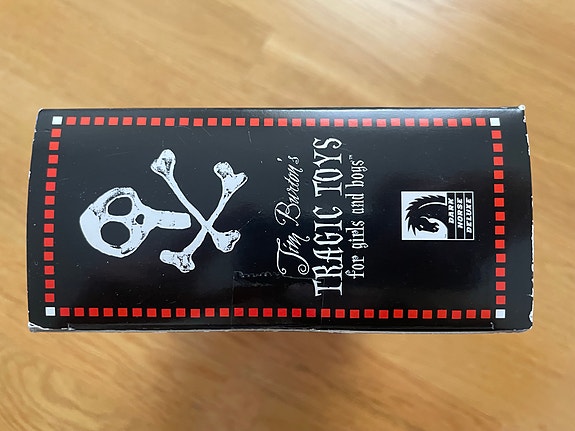 Tim Burton's
TRAGIC TOYS
for girls and boys™
DARK
HORSE
DELUXE